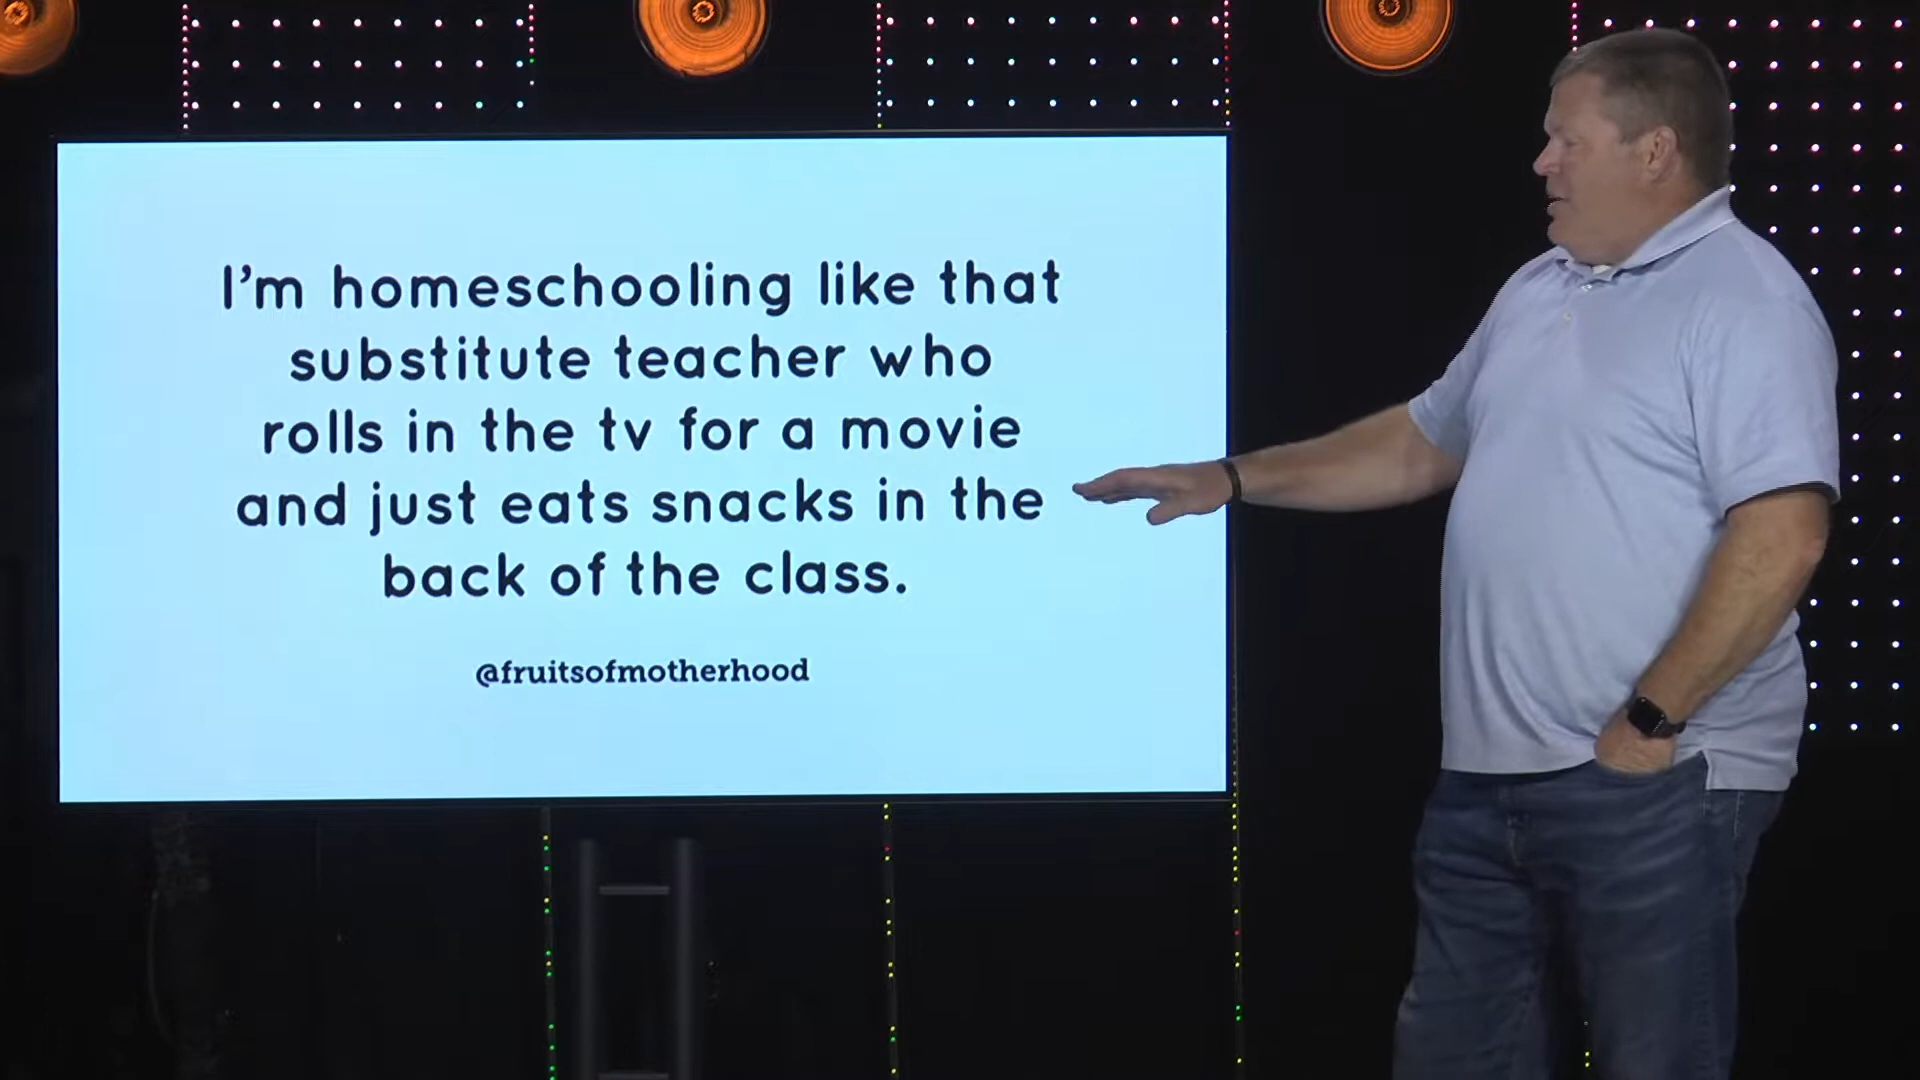 I'm homeschooling like that
substitute teacher who
rolls in the tv for a movie
and just eats snacks in the
back of the class.
@fruitsofmotherhood